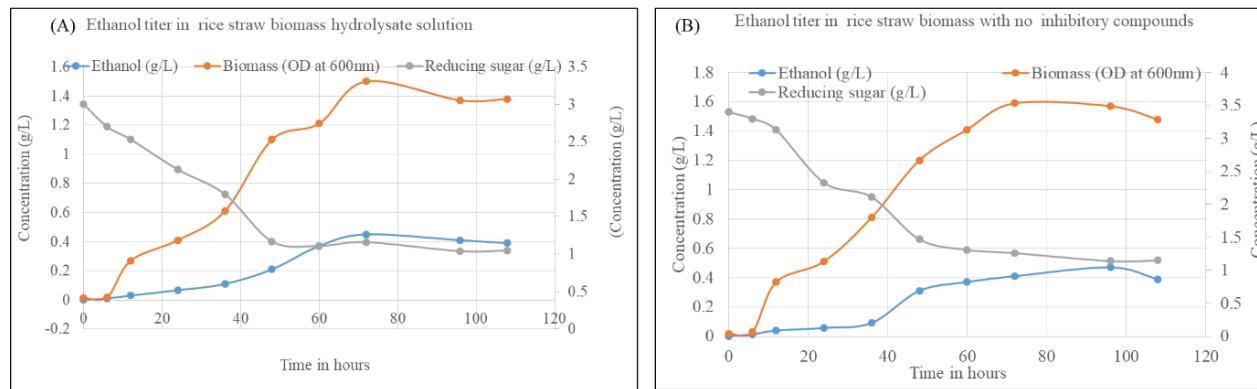 (A) Ethanol titer in rice straw biomass hydrolysate solution
Ethanol (g/L) Biomass (OD at 600nm) Reducing sugar (g/L)
Concentration (g/L)
1.6
1.4
1.2
1
0.8
0.6
0.4
0.2
0
-0.2
3.5
3
2.5
2
1.5
1
0.5
0
(Concentration (g/L)
0 20 40 60 80 100 120
Time in hours
(B) Ethanol titer in rice straw biomass with no inhibitory compounds
Ethanol (g/L) Biomass (OD at 600nm)
Reducing sugar (g/L)
Concentration (g/L)
1.8
1.6
1.4
1.2
1
0.8
0.6
0.4
0.2
0
4
3.5
3
2.5
2
1.5
1
0.5
0
Concentration (g/L)
0 20 40 60 80 100 120
Time in hours